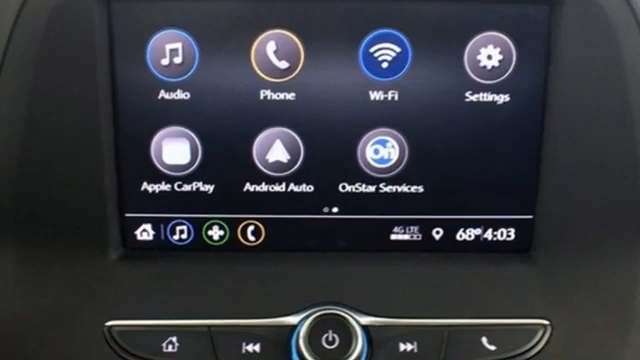 Audio Phone Wi-Fi Settings
Apple CarPlay Android Auto OnStar Services
4G LTE
68° 4:03